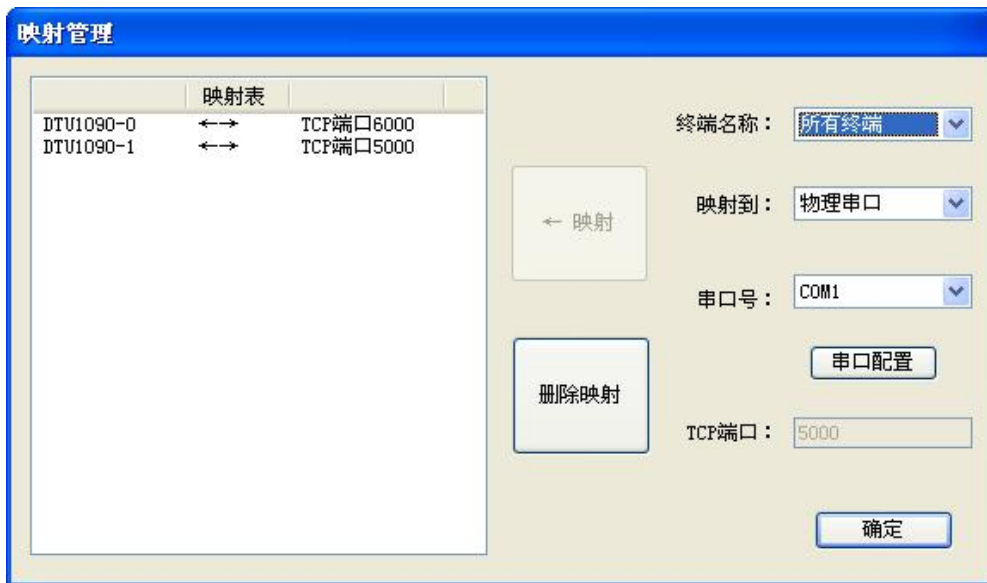 映射管理
映射表
DTU1090-0 ←→ TCP端口6000
DTU1090-1 ←→ TCP端口5000
← 映射
删除映射
终端名称： 所有终端
映射到： 物理串口
串口号： COM1
串口配置
TCP端口： 5000
确定